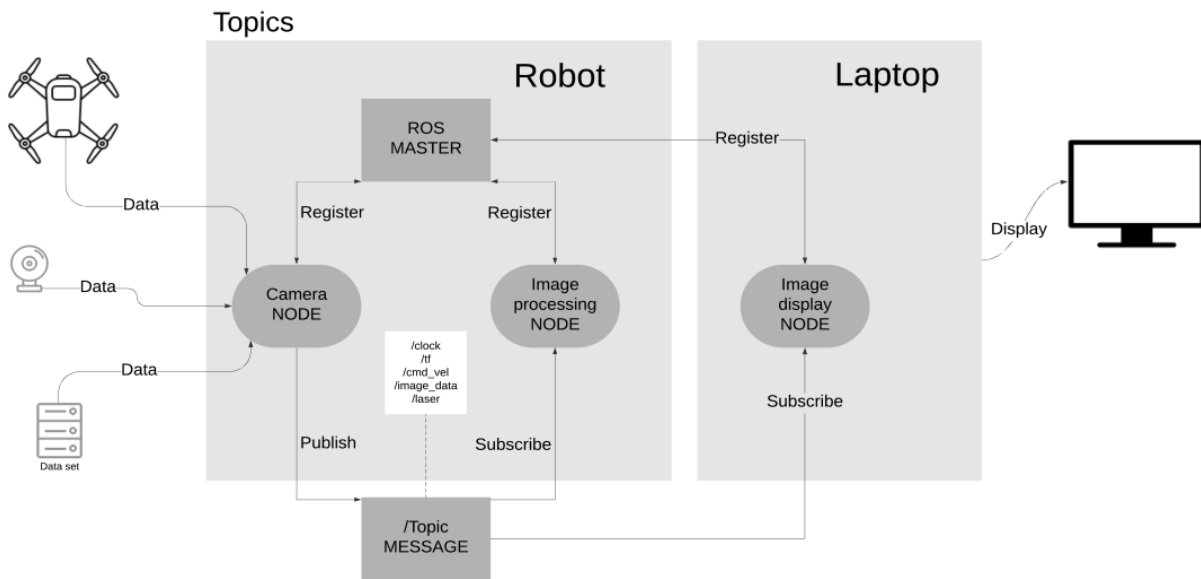 Topics
Robot
Laptop
ROS
MASTER
Register
Data
Register
Register
Display
Data
Camera
NODE
Image
processing
NODE
Image
display
NODE
/clock
/tf
/cmd_vel
/image_data
/laser
Data
Subscribe
Publish
Subscribe
Data set
/Topic
MESSAGE